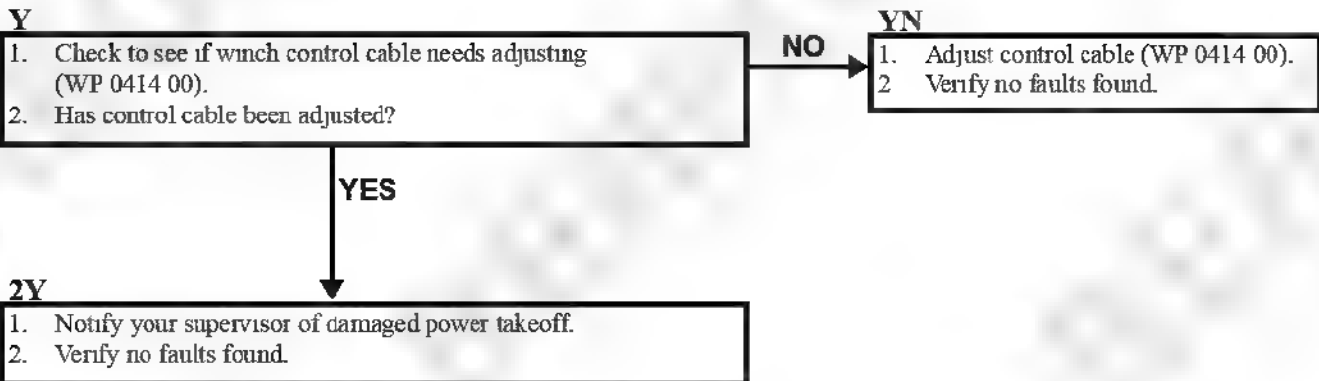 Y
1. Check to see if winch control cable needs adjusting
(WP 0414 00).
2. Has control cable been adjusted?
NO
YN
1. Adjust control cable (WP 0414 00).
2 Verify no faults found.
YES
2Y
1. Notify your supervisor of damaged power takeoff.
2. Verify no faults found.